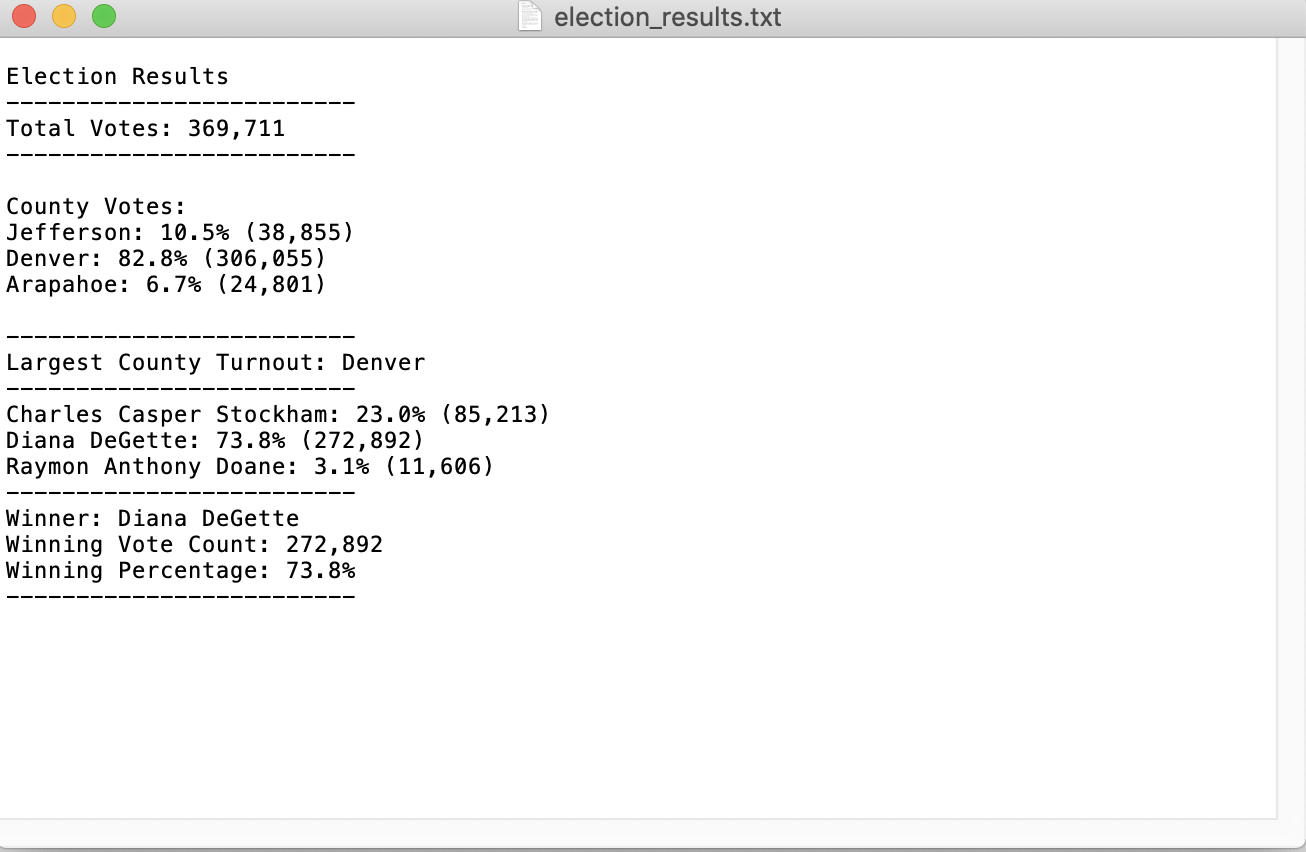 election_results.txt
Election Results
-------------------------
Total Votes: 369,711
-------------------------
County Votes:
Jefferson: 10.5% (38,855)
Denver: 82.8% (306,055)
Arapahoe: 6.7% (24,801)
-------------------------
Largest County Turnout: Denver
-------------------------
Charles Casper Stockham: 23.0% (85,213)
Diana DeGette: 73.8% (272,892)
Raymon Anthony Doane: 3.1% (11,606)
-------------------------
Winner: Diana DeGette
Winning Vote Count: 272,892
Winning Percentage: 73.8%
-------------------------